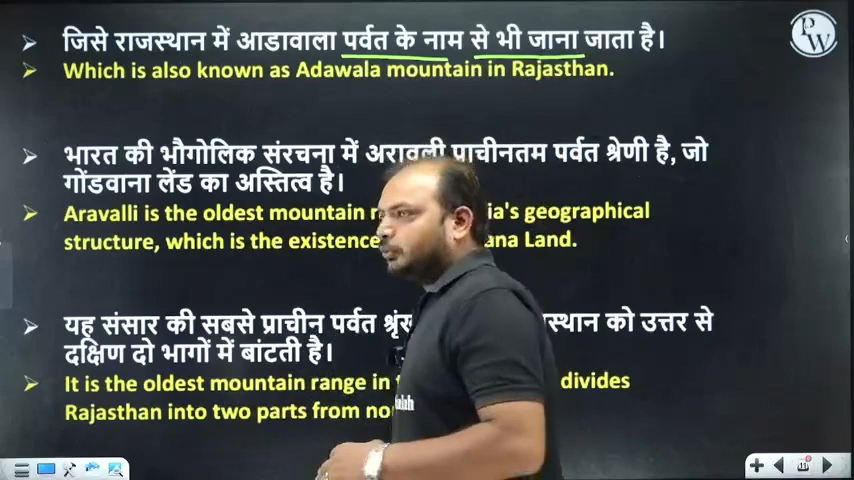 जिसे राजस्थान में आडावाला पर्वत के नाम से भी जाना जाता है।
Which is also known as Adawala mountain in Rajasthan.
भारत की भौगोलिक संरचना में अरावली प्राचीनतम पर्वत श्रेणी है, जो
गोंडवाना लेंड का अस्तित्व है।
Aravalli is the oldest mountain geographical
structure, which is the existence Land.
यह संसार की सबसे प्राचीन पर्वत को उत्तर से
दक्षिण दो भागों में बांटती है।
It is the oldest mountain range in divides
Rajasthan into two parts from
PW